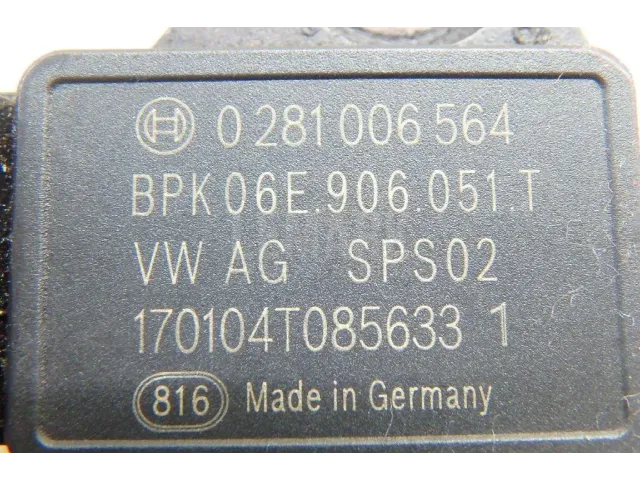 0 281 006 564
BPK 06E.906.051.T
VW AG SPS02
170104T085633 1
816 Made in Germany